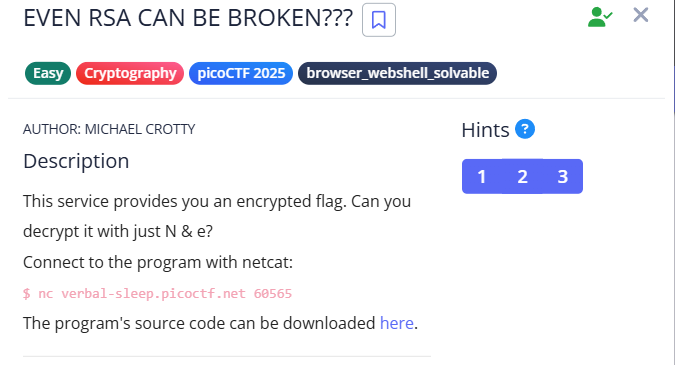 EVEN RSA CAN BE BROKEN???
Easy Cryptography picoCTF 2025 browser_webshell_solvable
AUTHOR: MICHAEL CROTTY
Description
This service provides you an encrypted flag. Can you
decrypt it with just N & e?
Connect to the program with netcat:
$ nc verbal-sleep.picoctf.net 60565
The program's source code can be downloaded here.
Hints ?
1 2 3